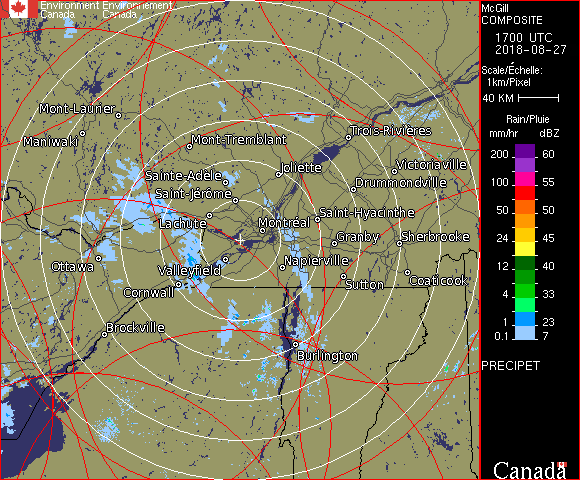 Environment Environnement
Canada Canada
McGill
COMPOSITE
1700 UTC
2018-08-27
Scale/Échelle:
1km/Pixel
40 KM
Rain/Pluie
mm/hr dBZ
200 60
100 55
50 50
24 45
12 40
4 33
1 23
0.1 7
PRECIPET
Canada
Mont-Laurier
Maniwaki
Mont-Tremblant
Trois-Rivières
Sainte-Adèle
Joliette
Victoriaville
Saint-Jérôme
Drummondville
Lachute
Saint-Hyacinthe
Montréal
Granby
Sherbrooke
Ottawa
Valleyfield
Napierville
Cornwall
Sutton
Coaticook
Brockville
Burlington